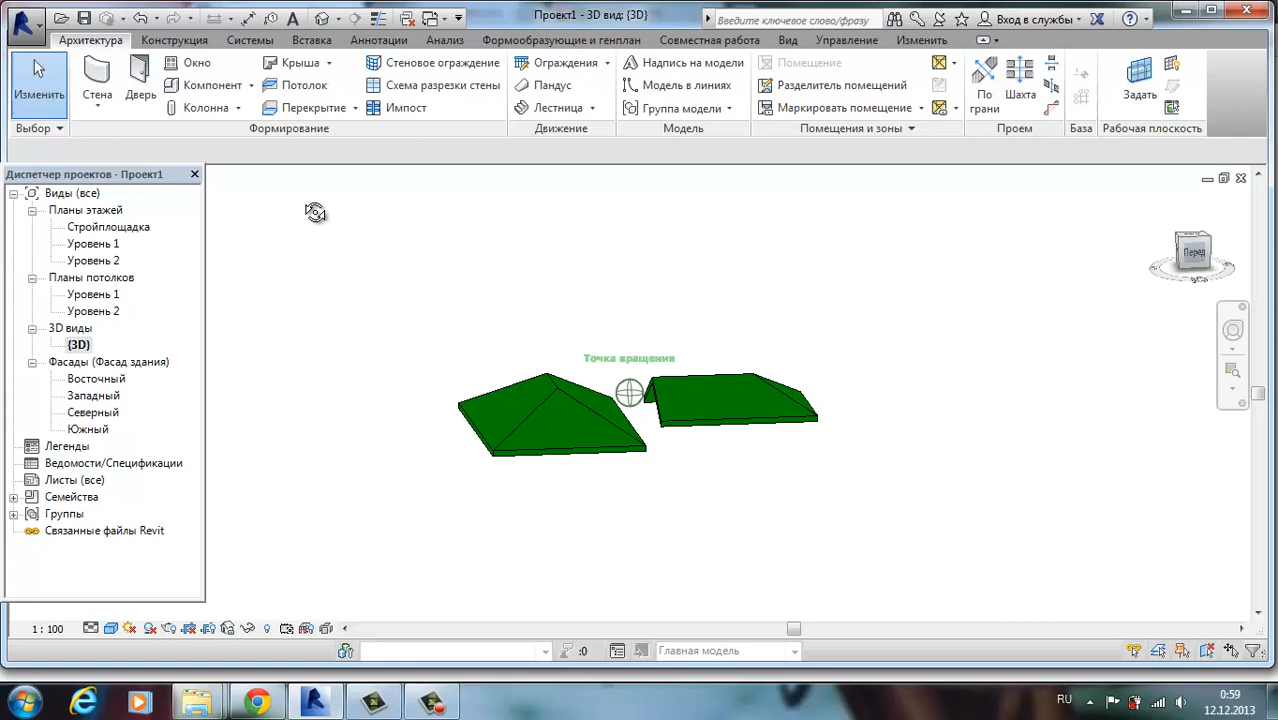 Проект1 - 3D вид: {3D}
Введите ключевое слово/фразу
Вход в службы
Архитектура
Конструкция
Системы
Вставка
Аннотации
Анализ
Формообразующие и генплан
Совместная работа
Вид
Управление
Изменить
Изменить
Стена
Дверь
Окно
Компонент
Колонна
Крыша
Потолок
Перекрытие
Стеновое ограждение
Схема разрезки стены
Импост
Ограждения
Пандус
Лестница
Надпись на модели
Модель в линиях
Группа модели
Помещение
Разделитель помещений
Маркировать помещение
По грани
Шахта
Задать
Выбор
Формирование
Движение
Модель
Помещения и зоны
Проем
База
Рабочая плоскость
Диспетчер проектов - Проект1
Виды (все)
Планы этажей
Стройплощадка
Уровень 1
Уровень 2
Планы потолков
Уровень 1
Уровень 2
3D виды
{3D}
Фасады (Фасад здания)
Восточный
Западный
Северный
Южный
Легенды
Ведомости/Спецификации
Листы (все)
Семейства
Группы
Связанные файлы Revit
Перед
Точка вращения
1 : 100
:0
Главная модель
RU
0:59
12.12.2013